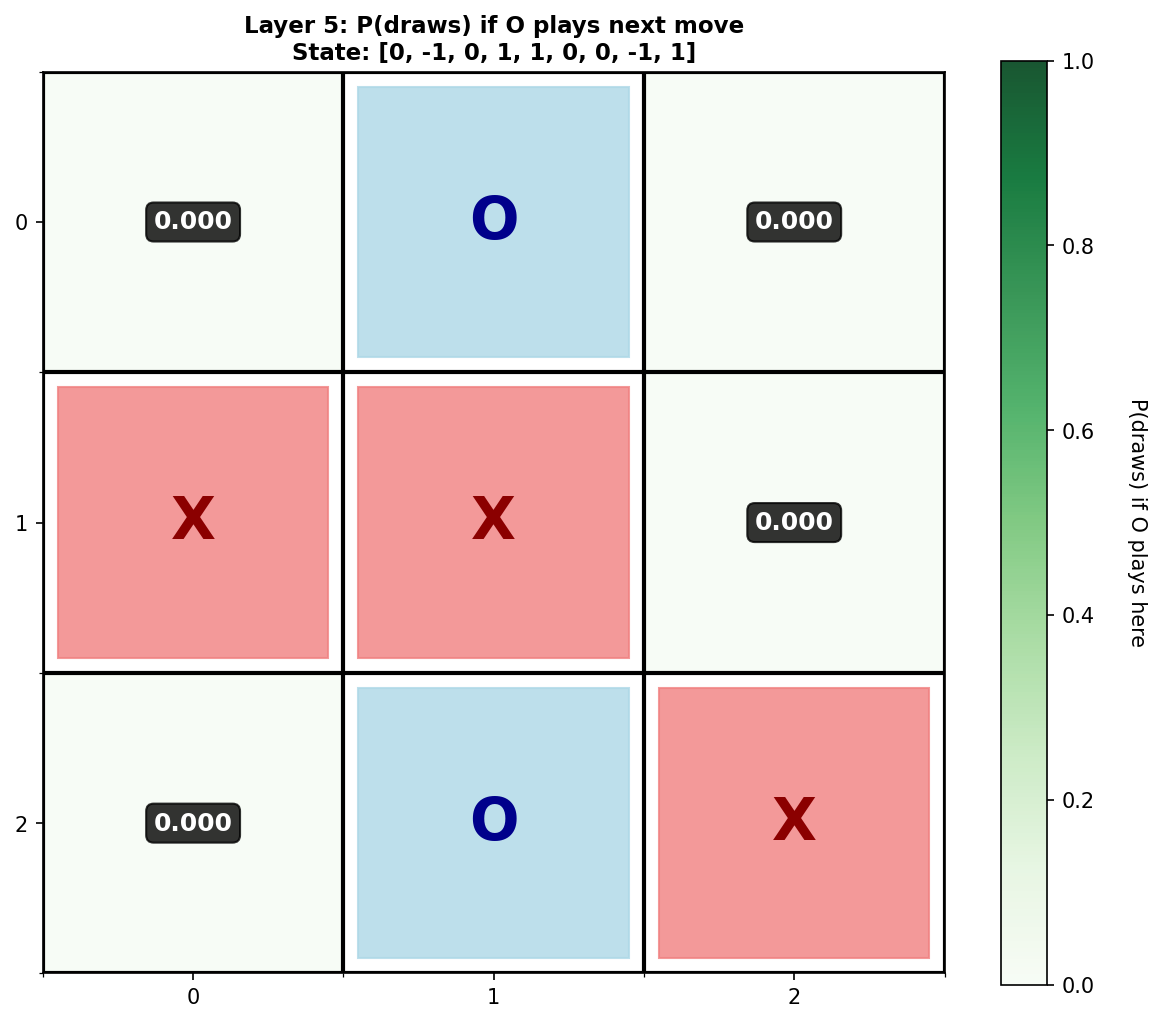 Layer 5: P(draws) if O plays next move
State: [0, -1, 0, 1, 1, 0, 0, -1, 1]
0.000 O 0.000
X X 0.000
0.000 O X
0
1
2
0 1 2
1.0
0.8
0.6
0.4
0.2
0.0
P(draws) if O plays here